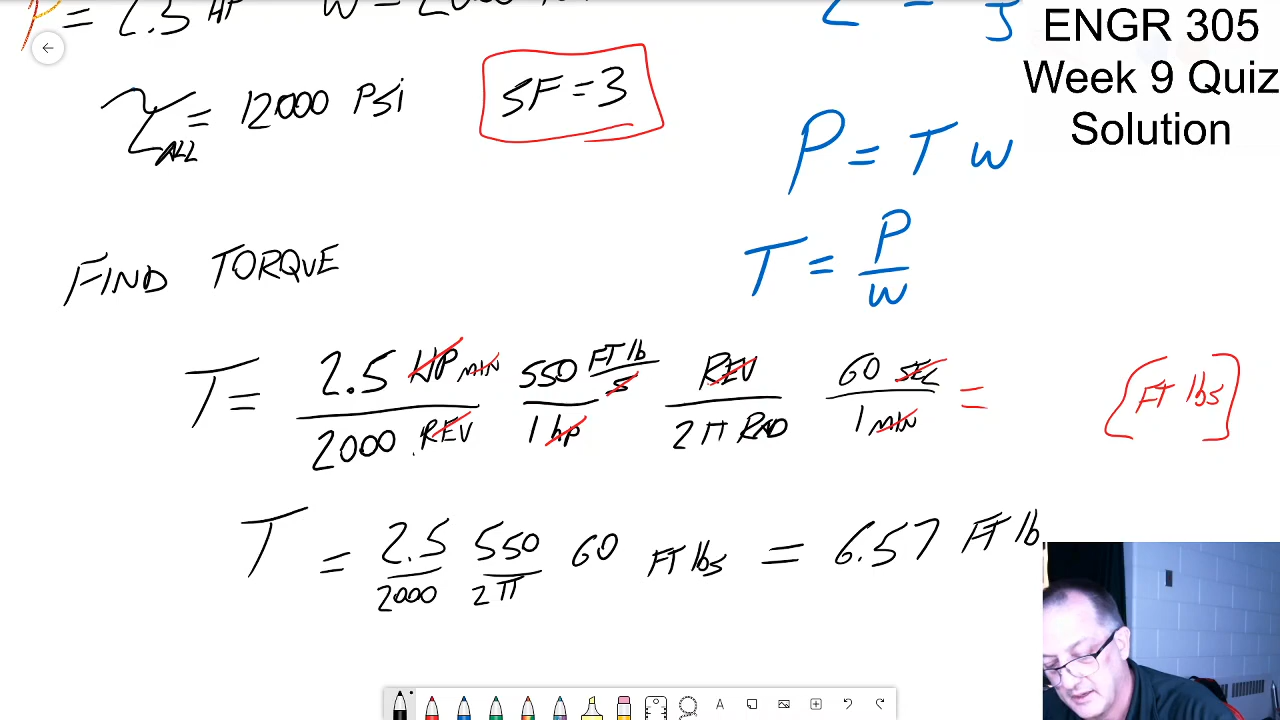 P = 2.5 HP
ENGR 305
Week 9 Quiz
Solution
τALL = 12000 PSi
SF = 3
P = T w
T = P/w
FIND TORQUE
T = 2.5 HP MIN / 2000 REV 550 FT lb/s / 1 hp REV / 2π RAD 60 SEC / 1 MIN = [FT lbs]
T = 2.5/2000 550/2π 60 FT lbs = 6.57 FT lb
A